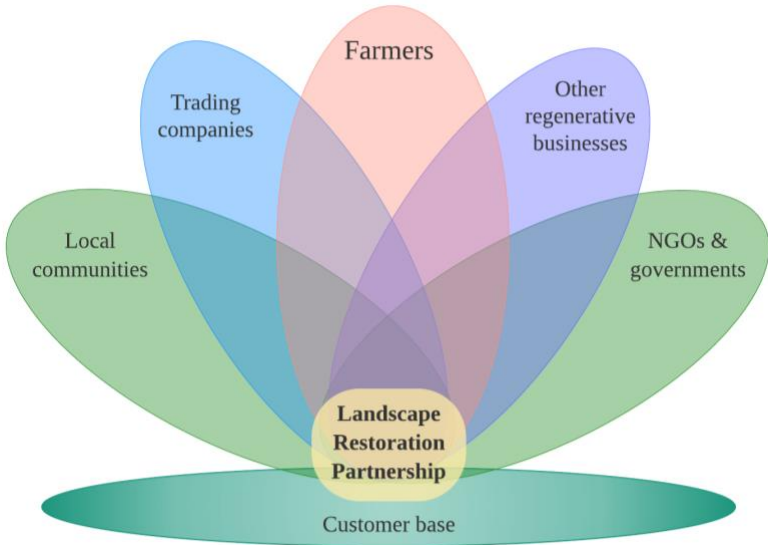 Farmers
Trading
companies
Other
regenerative
businesses
Local
communities
NGOs &
governments
Landscape
Restoration
Partnership
Customer base